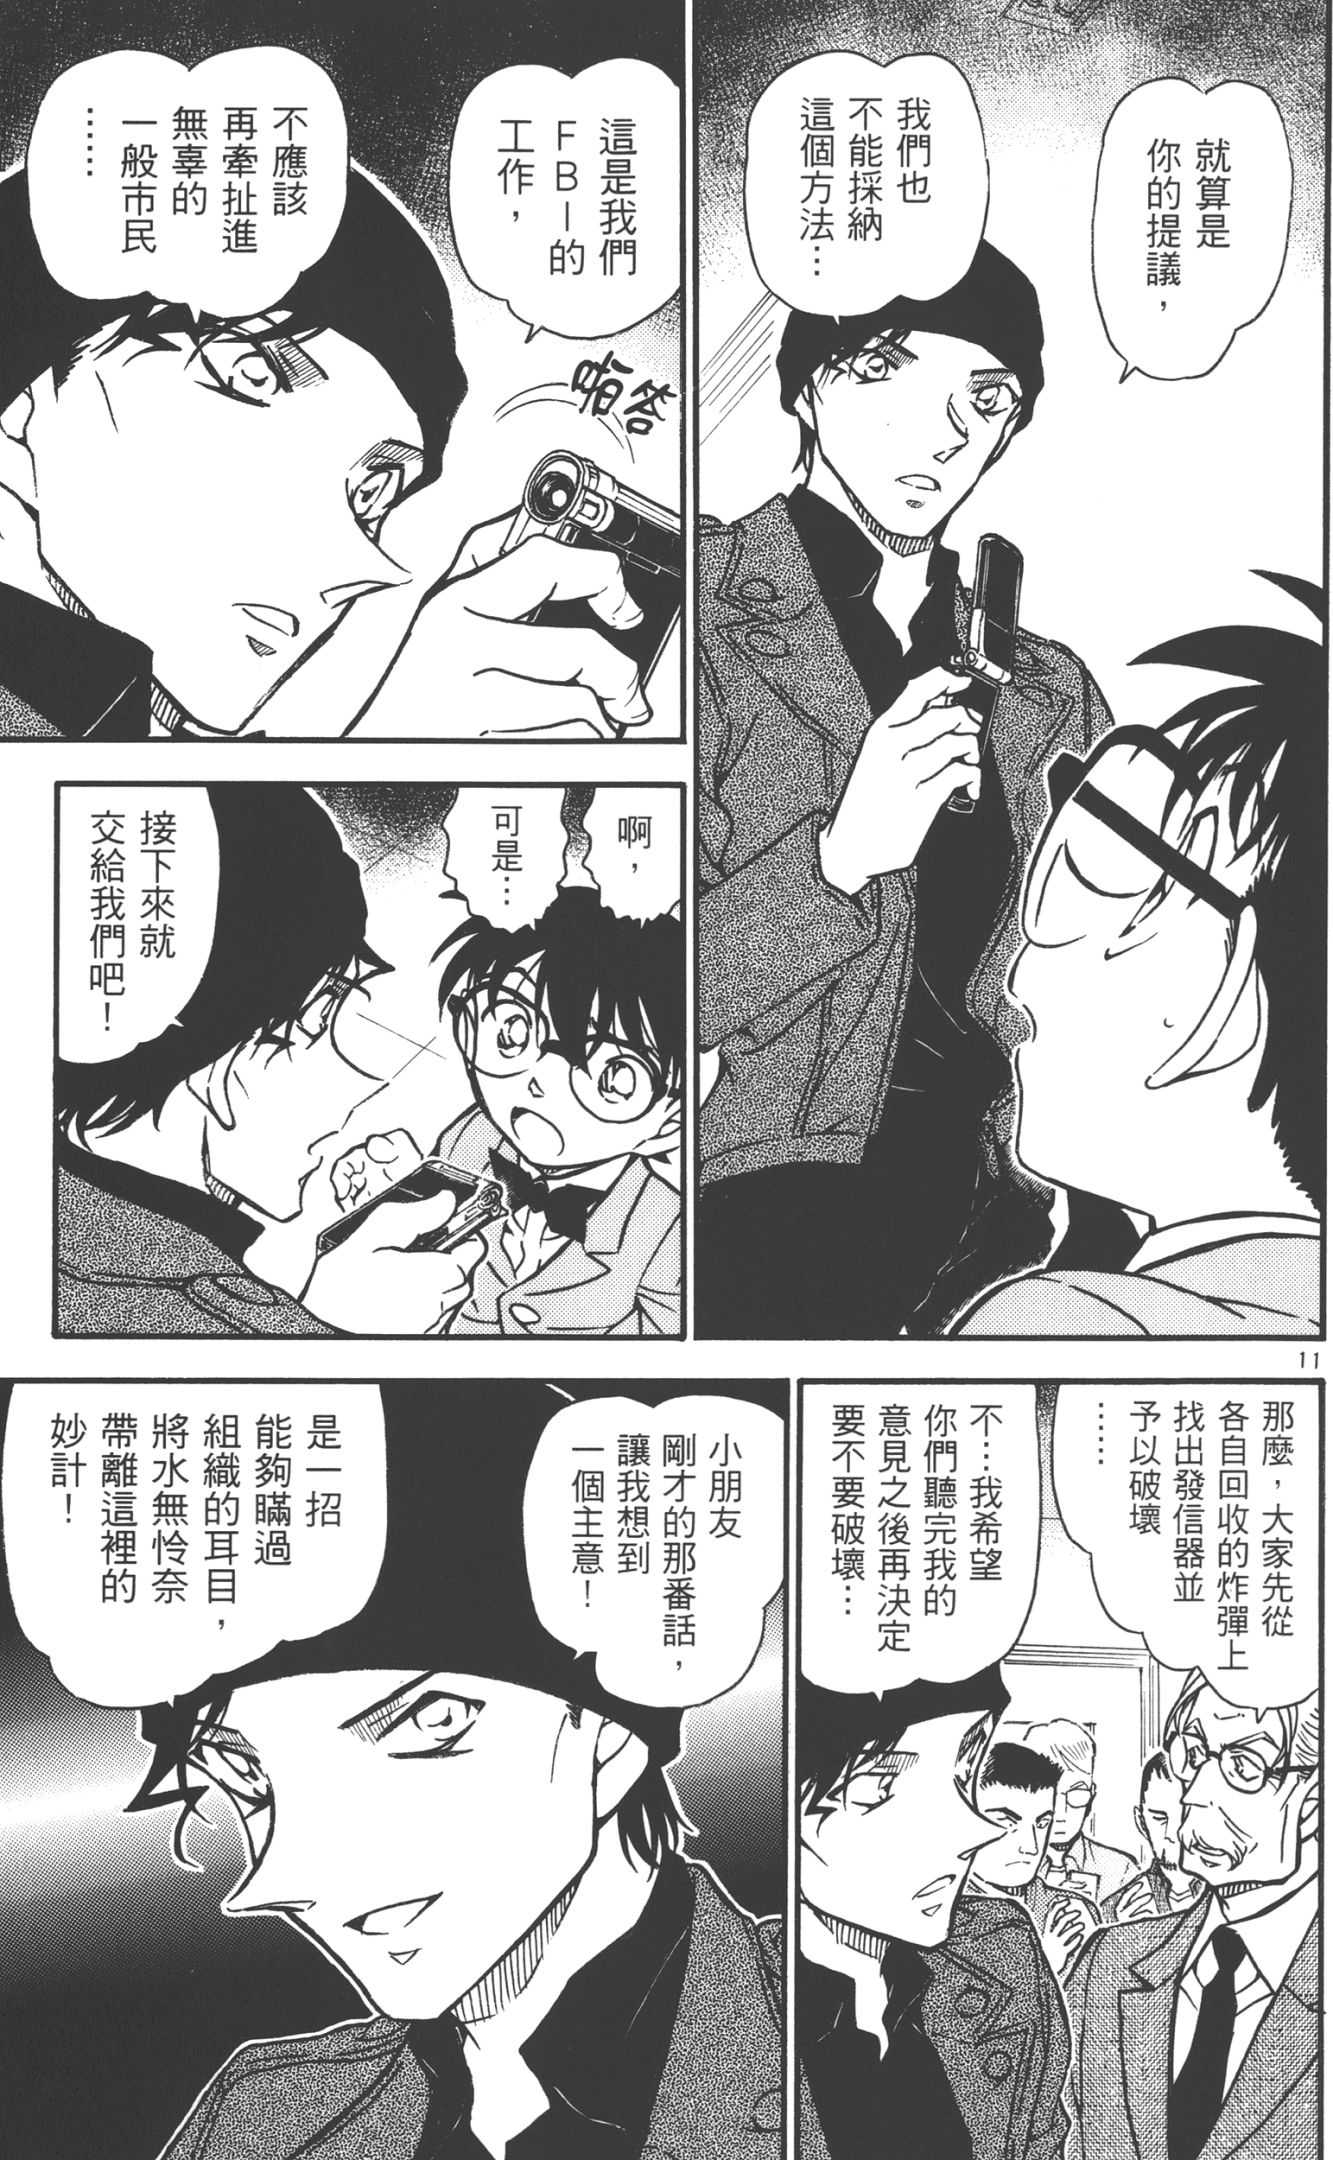 就算是
你的提議，
我們也
不能採納
這個方法…
這是我們
FBI的
工作，
啪答
不應該
再牽扯進
無辜的
一般市民
……
啊，
可是…
接下來就
交給我們吧！
11
那麼，大家先從
各自回收的炸彈上
找出發信器並
予以破壞
……
不…我希望
你們聽完我的
意見之後再決定
要不要破壞…
小朋友
剛才的那番話，
讓我想到
一個主意！
是一招
能夠瞞過
組織的耳目，
將水無怜奈
帶離這裡的
妙計！